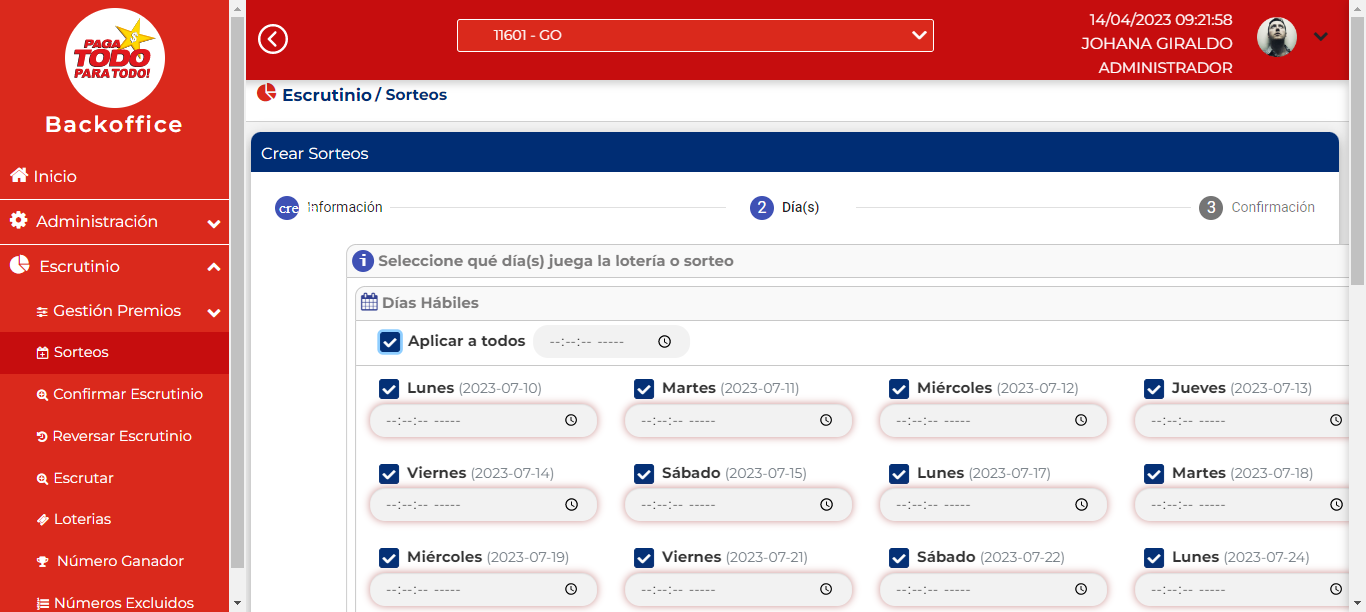 PAGA
TODO
PARA TODO!
Backoffice
Inicio
Administración
Escrutinio
Gestión Premios
Sorteos
Confirmar Escrutinio
Reversar Escrutinio
Escrutar
Loterias
Número Ganador
Números Excluidos
11601 - GO
14/04/2023 09:21:58
JOHANA GIRALDO
ADMINISTRADOR
Escrutinio / Sorteos
Crear Sorteos
cre Información
2 Día(s)
3 Confirmación
i Seleccione qué día(s) juega la lotería o sorteo
Días Hábiles
Aplicar a todos --:--:-- -----
Lunes (2023-07-10) Martes (2023-07-11) Miércoles (2023-07-12) Jueves (2023-07-13)
--:--:-- ----- --:--:-- ----- --:--:-- ----- --:--:-- -----
Viernes (2023-07-14) Sábado (2023-07-15) Lunes (2023-07-17) Martes (2023-07-18)
--:--:-- ----- --:--:-- ----- --:--:-- ----- --:--:-- -----
Miércoles (2023-07-19) Viernes (2023-07-21) Sábado (2023-07-22) Lunes (2023-07-24)
--:--:-- ----- --:--:-- ----- --:--:-- ----- --:--:-- -----